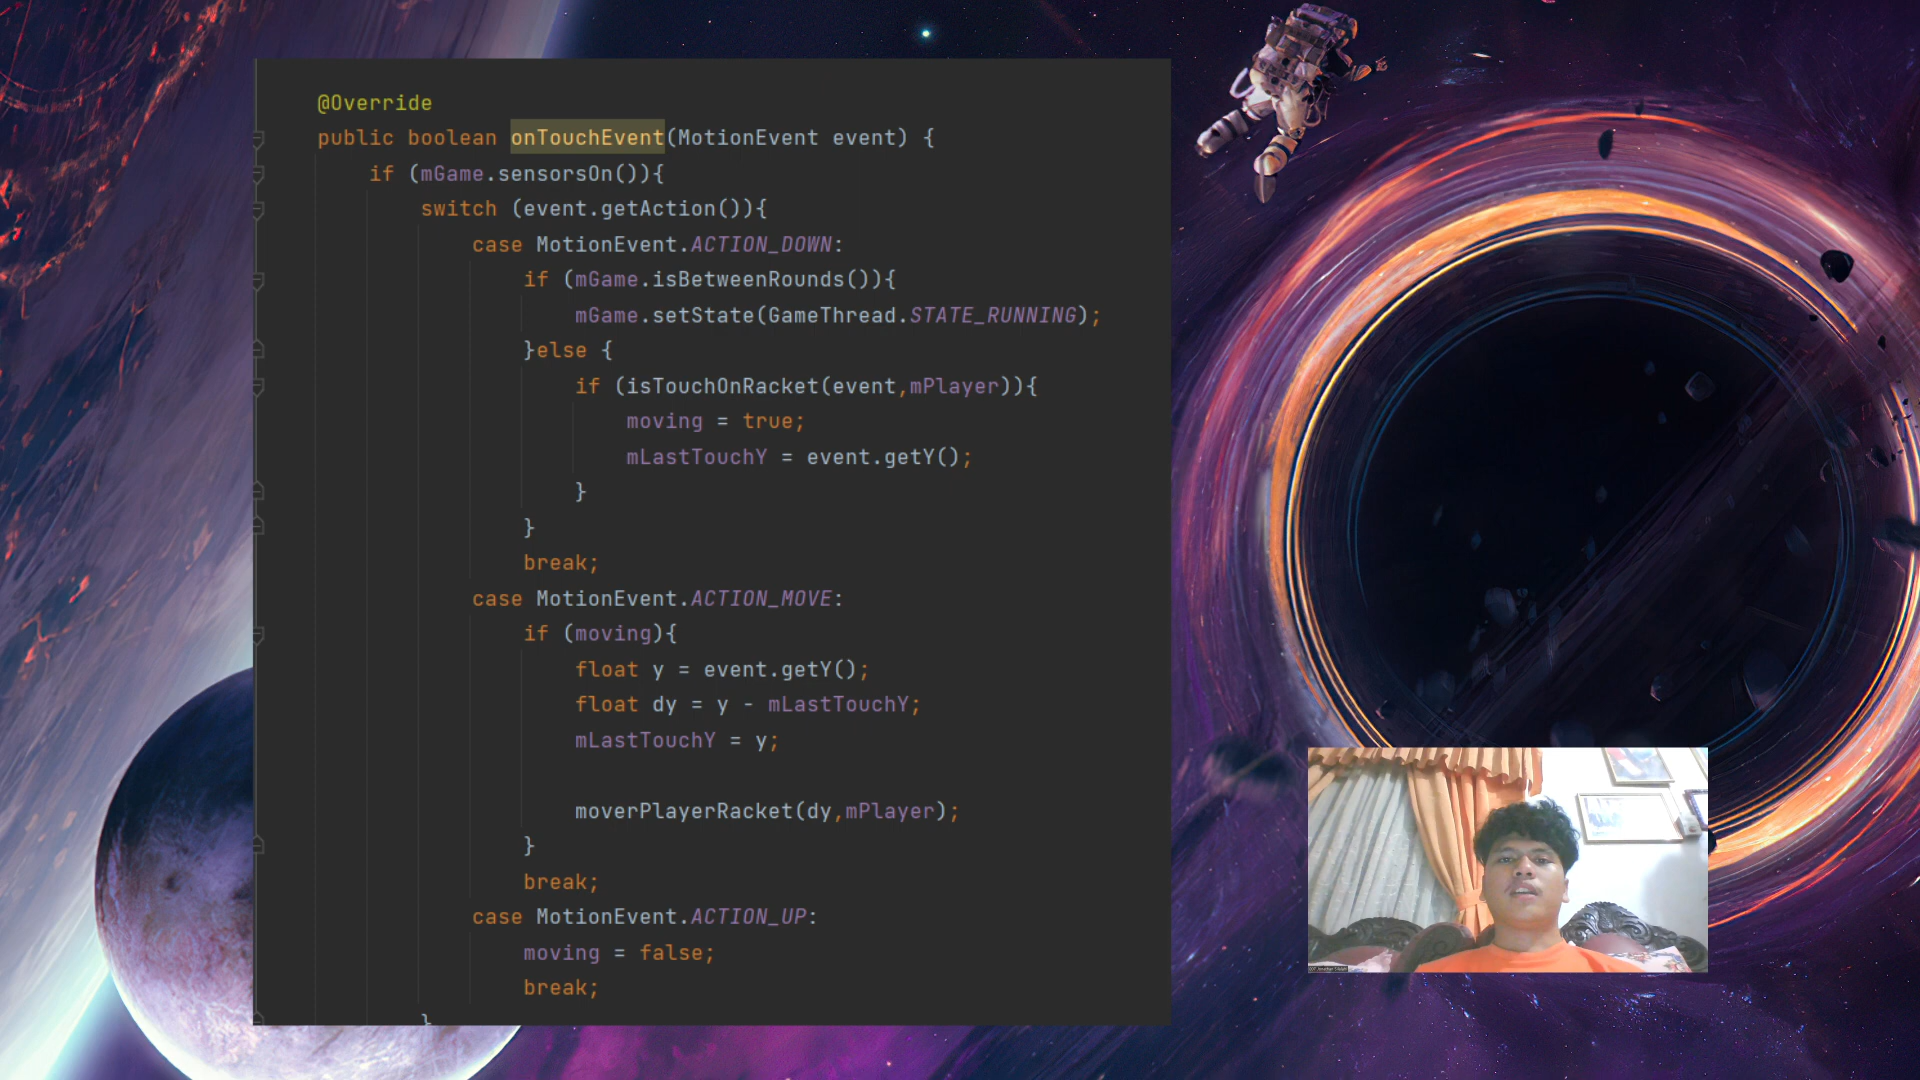 @Override
public boolean onTouchEvent(MotionEvent event) {
if (mGame.sensorsOn()){
switch (event.getAction()){
case MotionEvent.ACTION_DOWN:
if (mGame.isBetweenRounds()){
mGame.setState(GameThread.STATE_RUNNING);
}else {
if (isTouchOnRacket(event,mPlayer)){
moving = true;
mLastTouchY = event.getY();
}
}
break;
case MotionEvent.ACTION_MOVE:
if (moving){
float y = event.getY();
float dy = y - mLastTouchY;
mLastTouchY = y;
moverPlayerRacket(dy,mPlayer);
}
break;
case MotionEvent.ACTION_UP:
moving = false;
break;
}